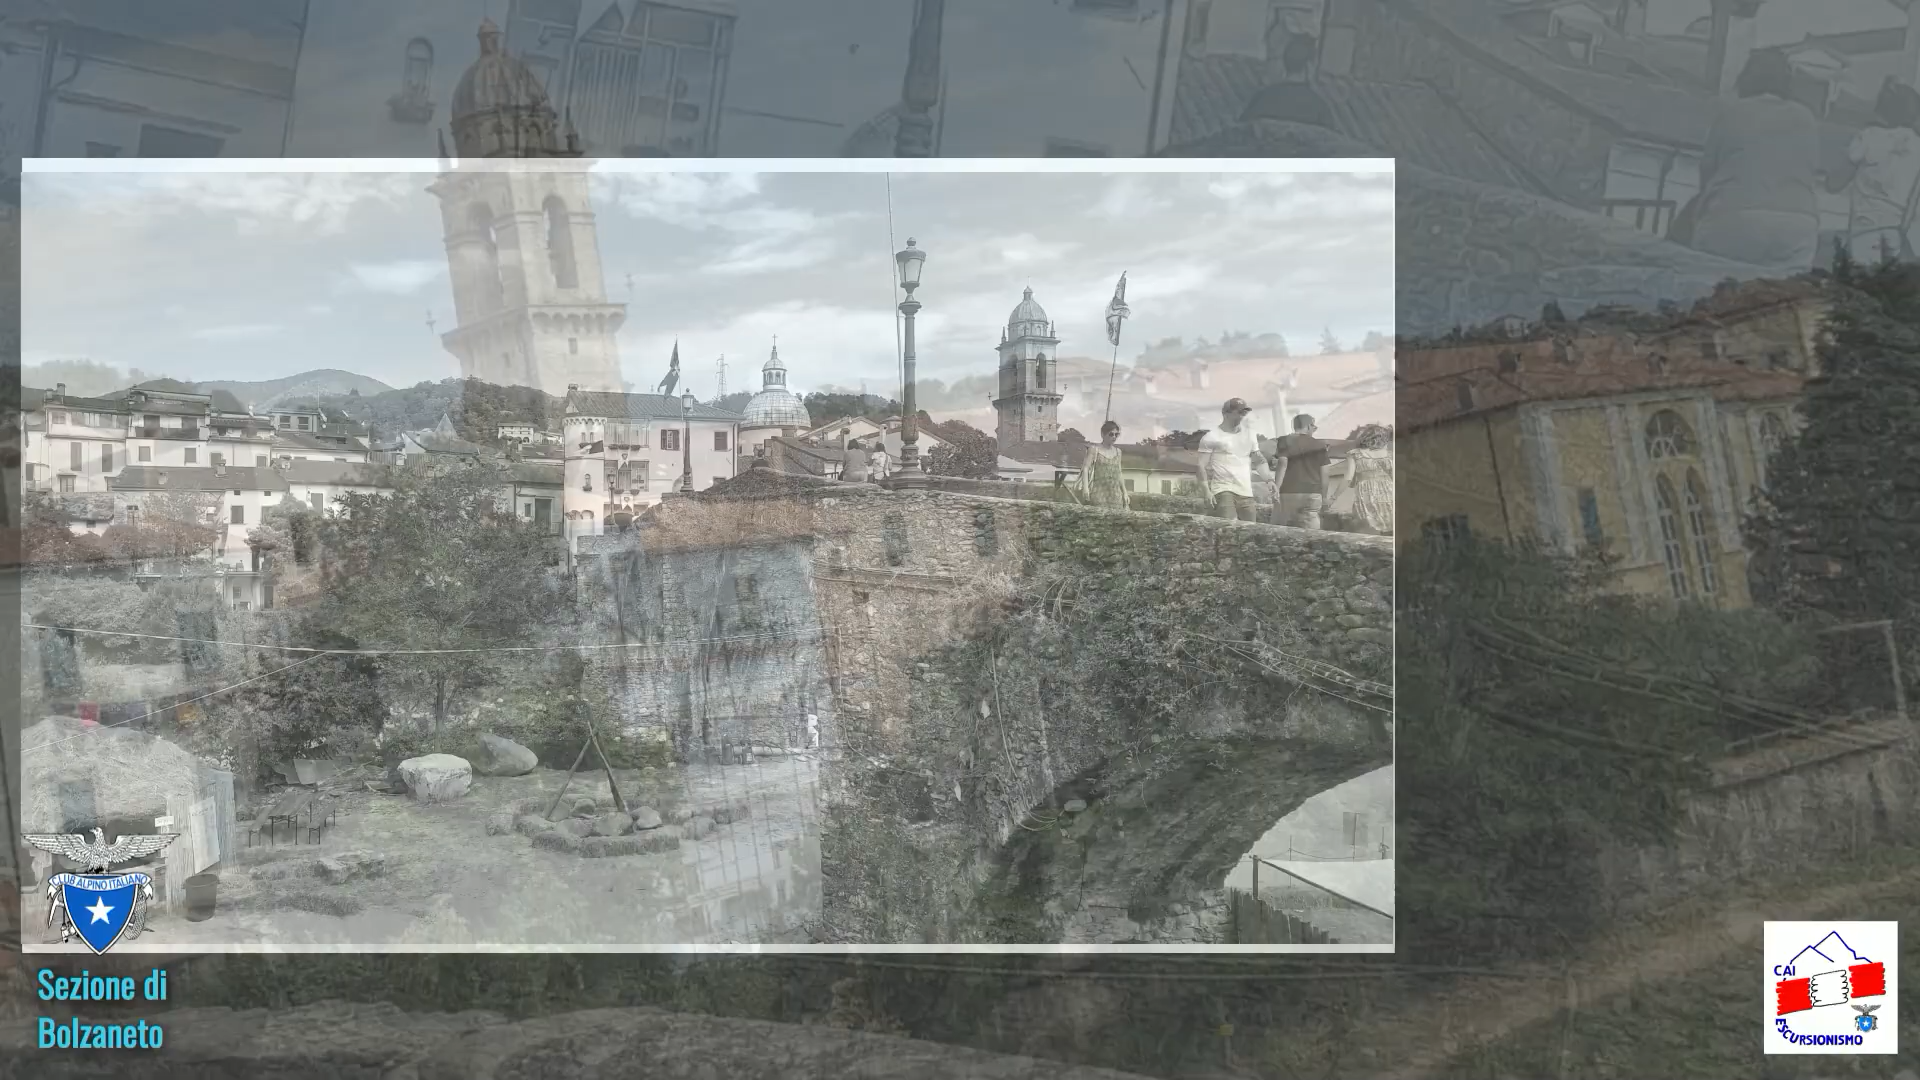 CLUB ALPINO ITALIANO
Sezione di
Bolzaneto
CAI
ESCURSIONISMO